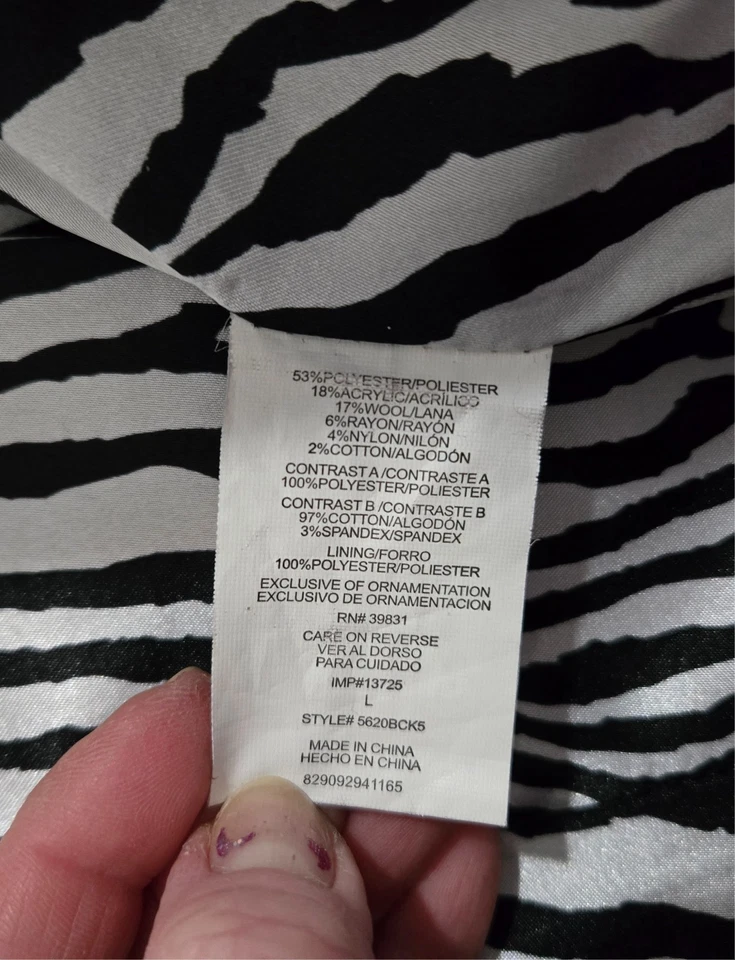 53%POLYESTER/POLIESTER
18%ACRYLIC/ACRÍLICO
17%WOOL/LANA
6%RAYON/RAYÓN
4%NYLON/NILÓN
2%COTTON/ALGODÓN
CONTRAST A /CONTRASTE A
100%POLYESTER/POLIESTER
CONTRAST B /CONTRASTE B
97%COTTON/ALGODÓN
3%SPANDEX/SPANDEX
LINING/FORRO
100%POLYESTER/POLIESTER
EXCLUSIVE OF ORNAMENTATION
EXCLUSIVO DE ORNAMENTACION
RN# 39831
CARE ON REVERSE
VER AL DORSO
PARA CUIDADO
IMP#13725
L
STYLE# 5620BCK5
MADE IN CHINA
HECHO EN CHINA
829092941165